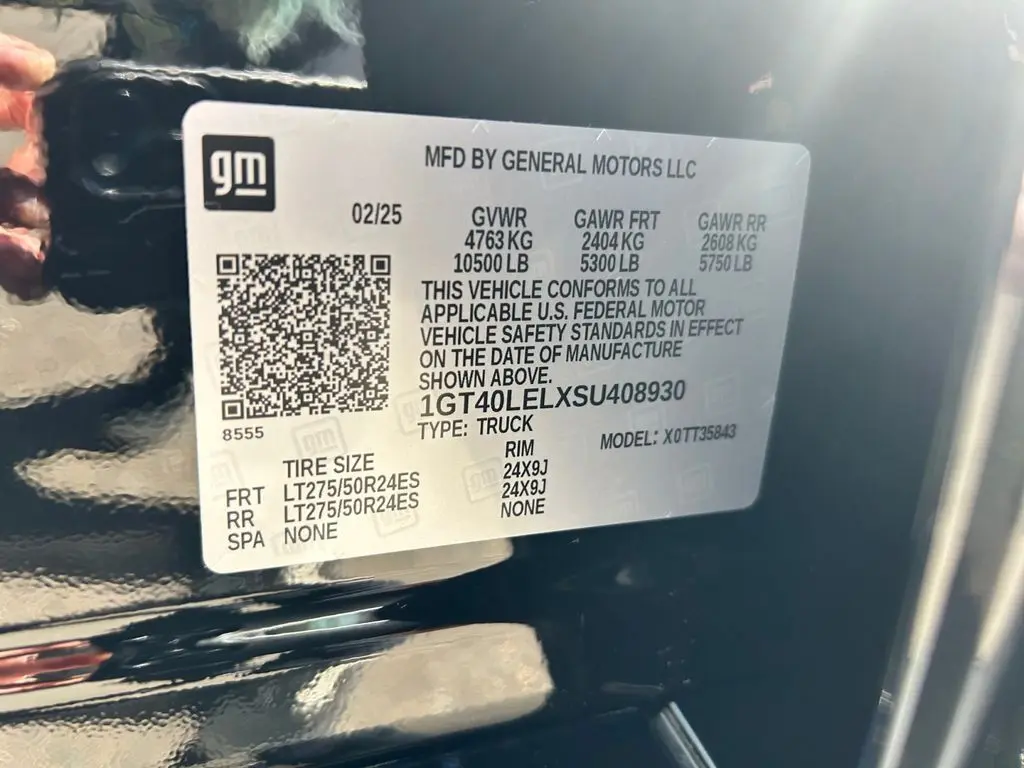 gm
MFD BY GENERAL MOTORS LLC
02/25
GVWR GAWR FRT GAWR RR
4763 KG 2404 KG 2608 KG
10500 LB 5300 LB 5750 LB
THIS VEHICLE CONFORMS TO ALL
APPLICABLE U.S. FEDERAL MOTOR
VEHICLE SAFETY STANDARDS IN EFFECT
ON THE DATE OF MANUFACTURE
SHOWN ABOVE.
1GT40LELXSU408930
8555
TYPE: TRUCK MODEL: X0TT35843
TIRE SIZE RIM
FRT LT275/50R24ES 24X9J
RR LT275/50R24ES 24X9J
SPA NONE NONE